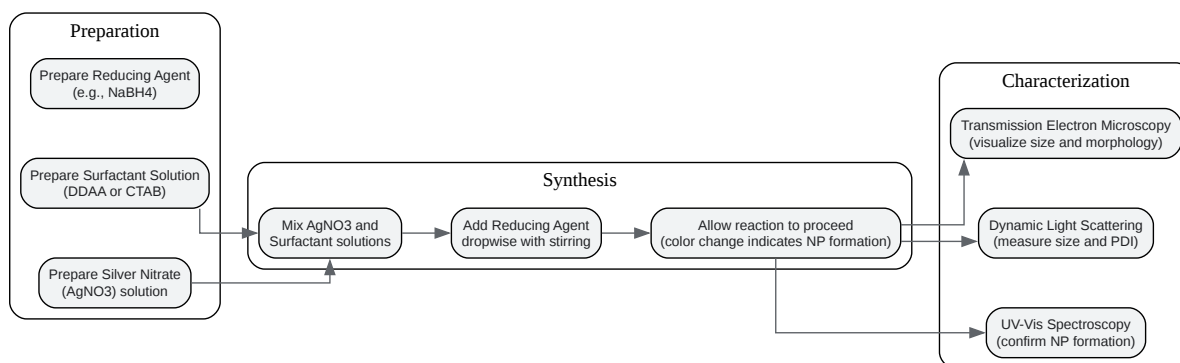 Preparation
Prepare Reducing Agent
(e.g., NaBH4)
Prepare Surfactant Solution
(DDAA or CTAB)
Prepare Silver Nitrate
(AgNO3) solution
Synthesis
Mix AgNO3 and
Surfactant solutions
Add Reducing Agent
dropwise with stirring
Allow reaction to proceed
(color change indicates NP formation)
Characterization
Transmission Electron Microscopy
(visualize size and morphology)
Dynamic Light Scattering
(measure size and PDI)
UV-Vis Spectroscopy
(confirm NP formation)